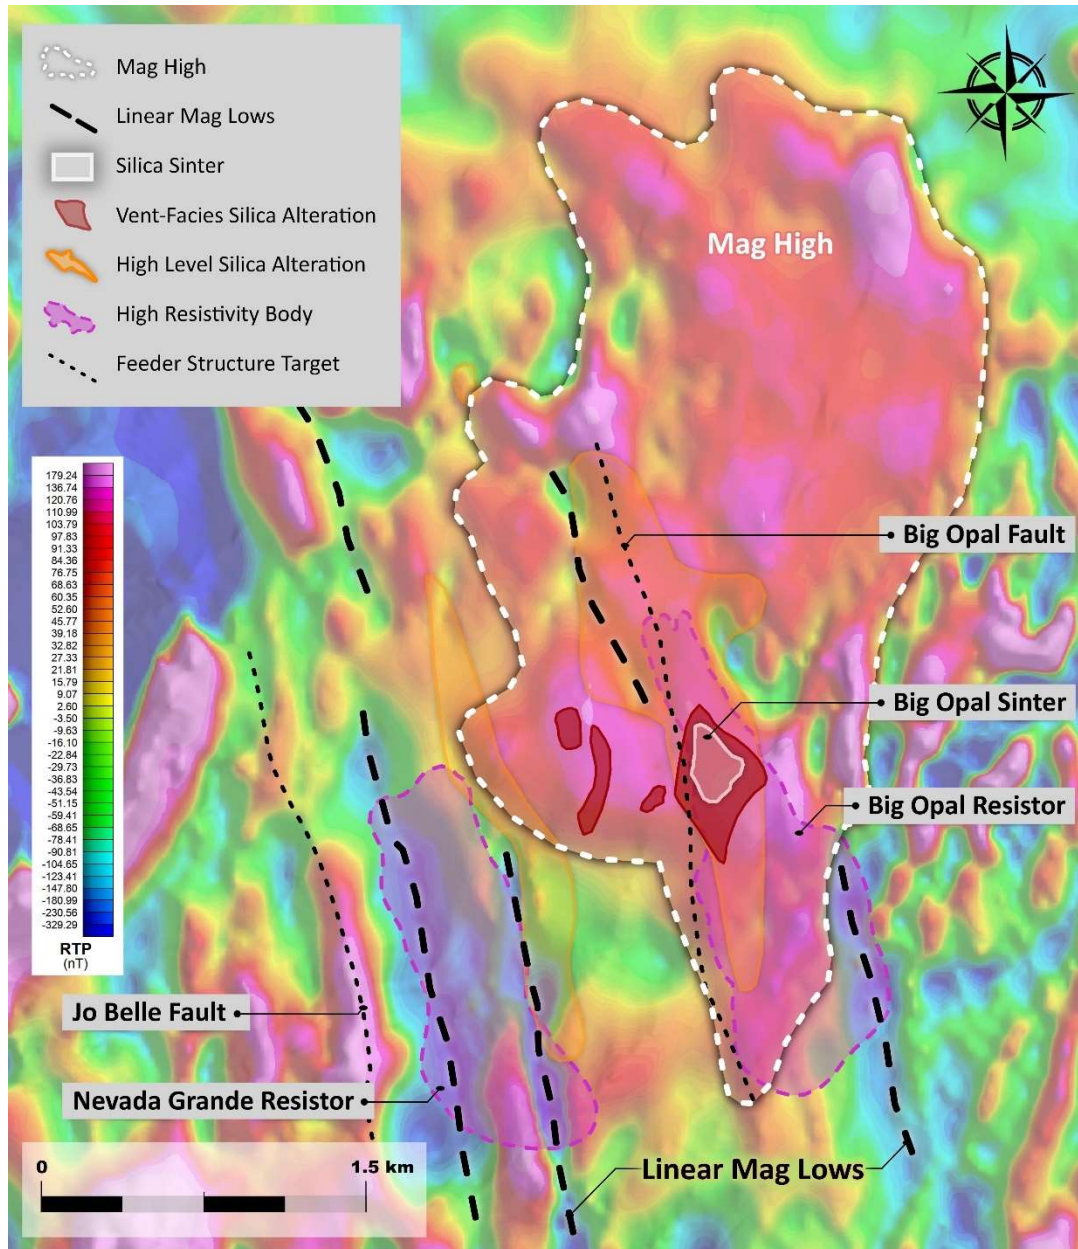 Mag High
Linear Mag Lows
Silica Sinter
Vent-Facies Silica Alteration
High Level Silica Alteration
High Resistivity Body
Feeder Structure Target
Mag High
179.24
136.74
120.76
110.99
103.79
97.83
91.33
84.36
76.75
68.63
60.35
52.60
45.77
39.18
32.82
27.33
21.81
15.79
9.07
2.60
-3.50
-9.63
-16.10
-22.84
-29.73
-36.83
-43.54
-51.15
-59.41
-68.65
-78.41
-90.81
-104.65
-123.41
-147.80
-180.99
-230.56
-329.29
RTP
(nT)
Big Opal Fault
Big Opal Sinter
Big Opal Resistor
Jo Belle Fault
Nevada Grande Resistor
Linear Mag Lows
0
1.5 km